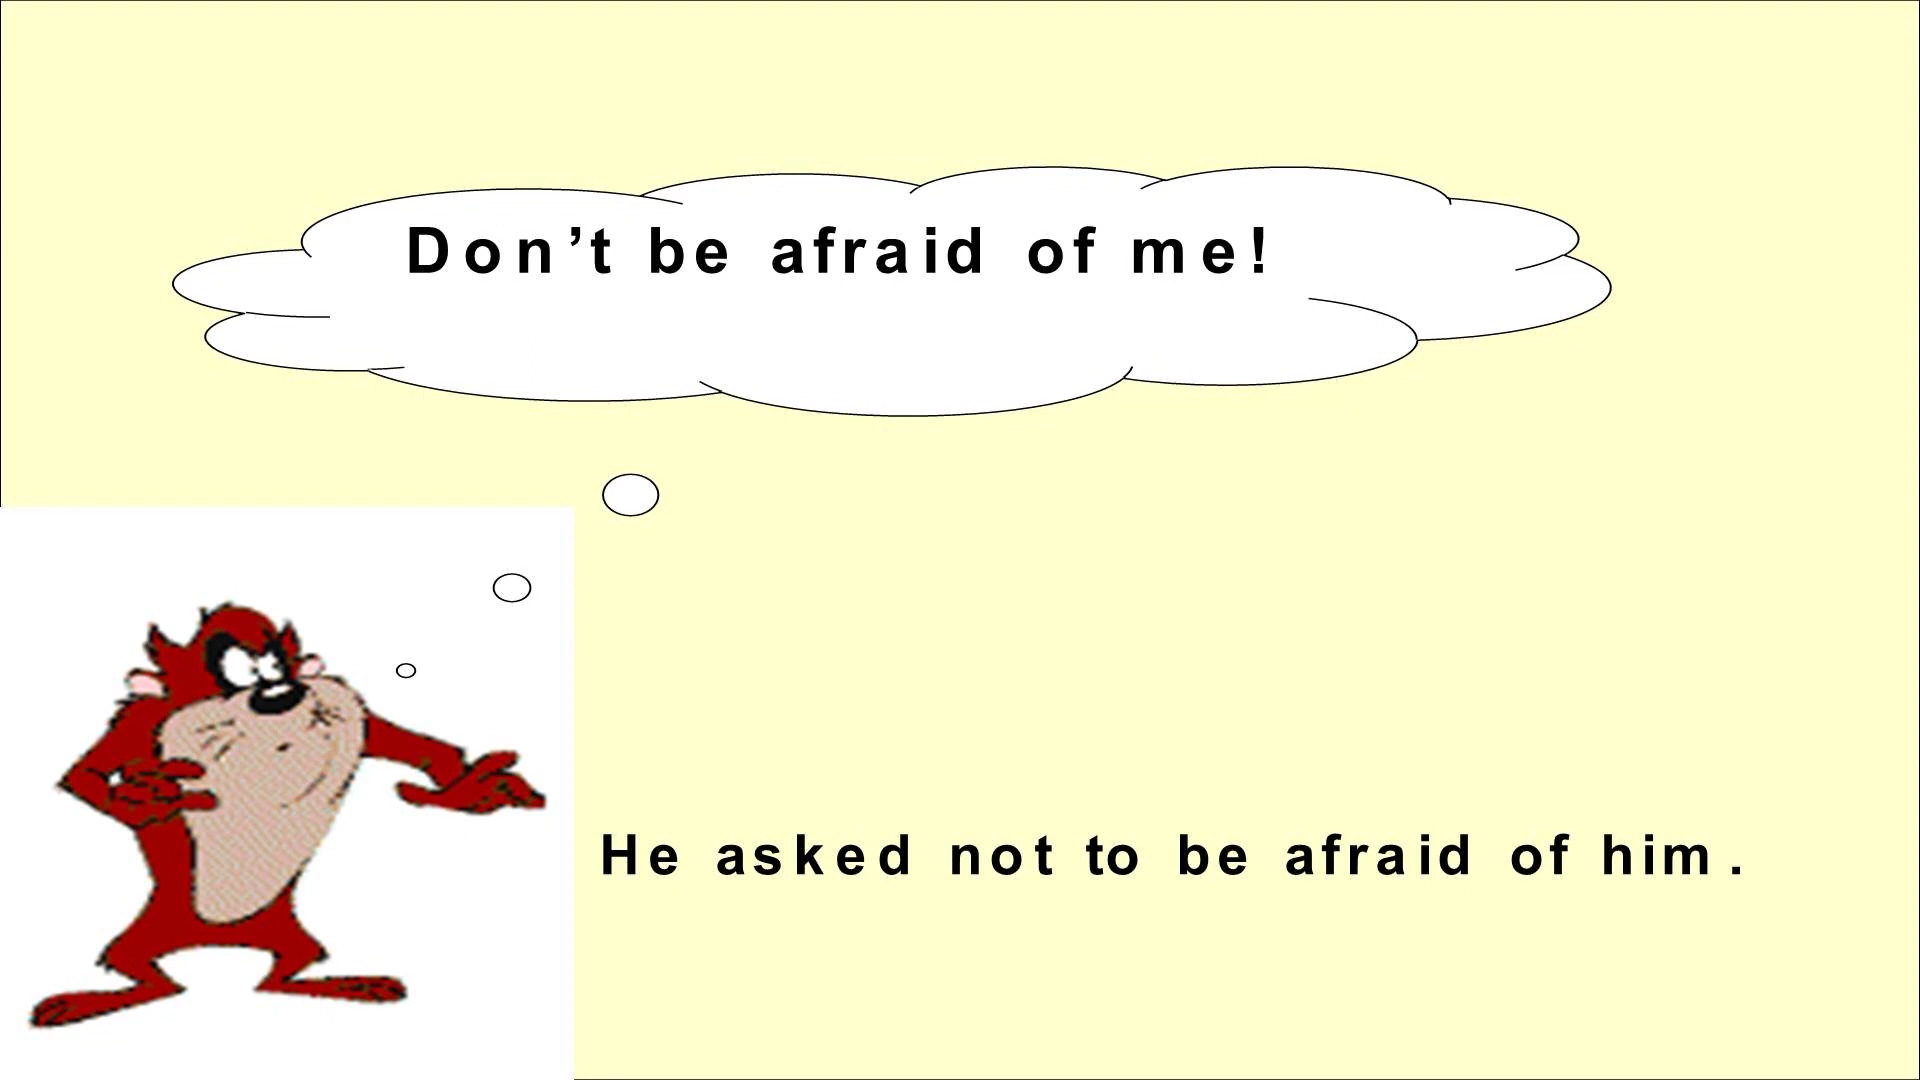 Don’t be afraid of me!
He asked not to be afraid of him.